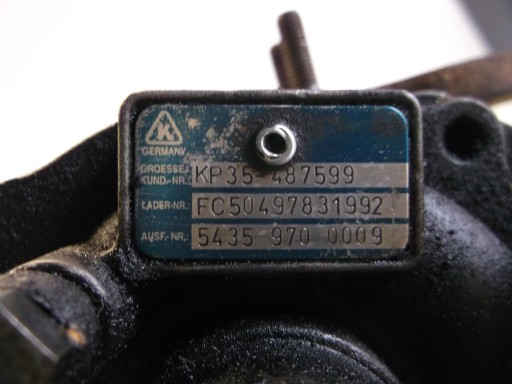 K
GERMANY
GROESSE/
KUND.-NR.: KP35-487599
LADER-NR.: FC50497831992
AUSF.-NR.: 5435 970 0009